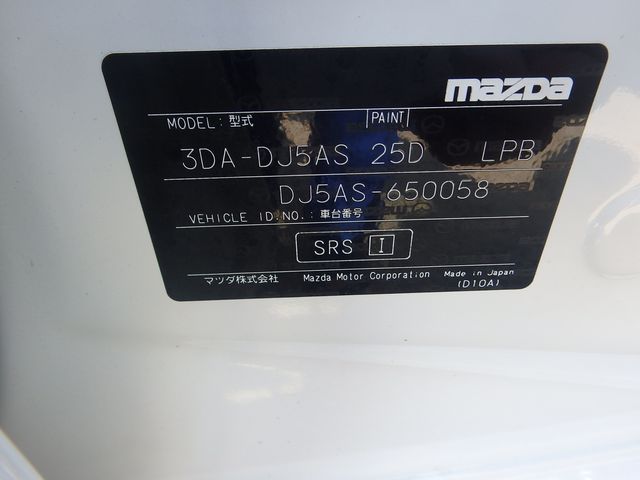 mazda
MODEL: 型式 PAINT
3DA-DJ5AS 25D LPB
DJ5AS-650058
VEHICLE ID.NO.: 車台番号
SRS I
マツダ株式会社 Mazda Motor Corporation Made in Japan
(D10A)